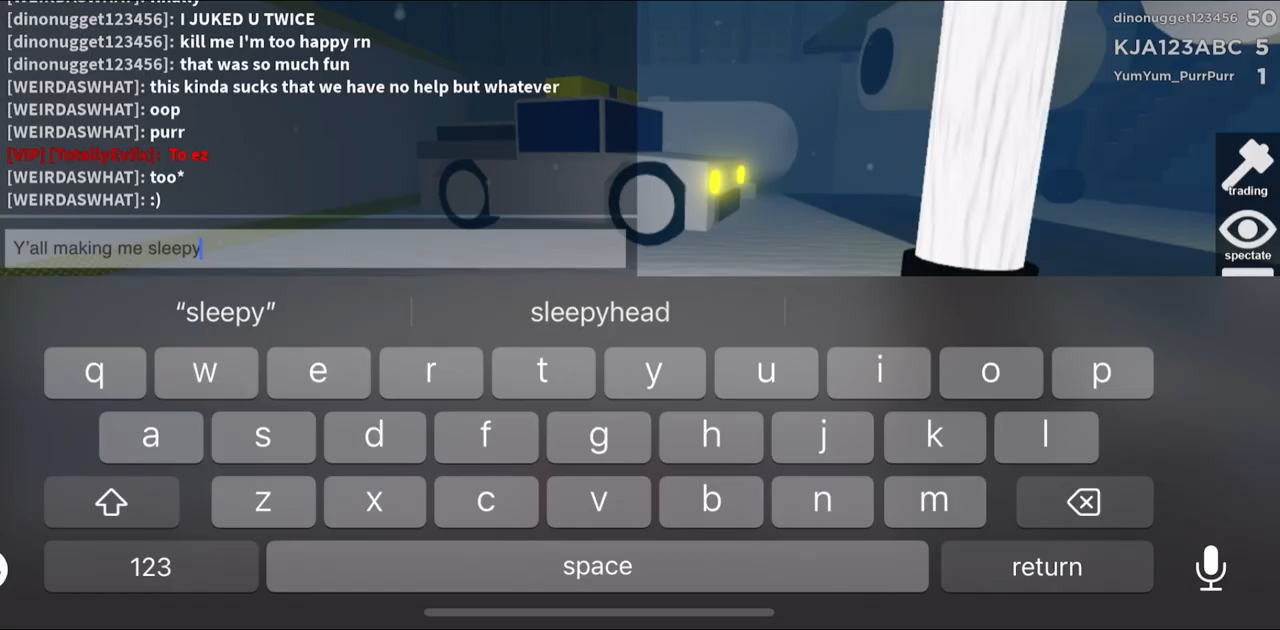 [dinonugget123456]: I JUKED U TWICE
[dinonugget123456]: kill me I'm too happy rn
[dinonugget123456]: that was so much fun
[WEIRDASWHAT]: this kinda sucks that we have no help but whatever
[WEIRDASWHAT]: oop
[WEIRDASWHAT]: purr
[VIP] [TotallyEvilix]: To ez
[WEIRDASWHAT]: too*
[WEIRDASWHAT]: :)
Y'all making me sleepy
dinonugget123456 50
KJA123ABC 5
YumYum_PurrPurr 1
trading
spectate
“sleepy” sleepyhead
q w e r t y u i o p
a s d f g h j k l
z x c v b n m
123 space return